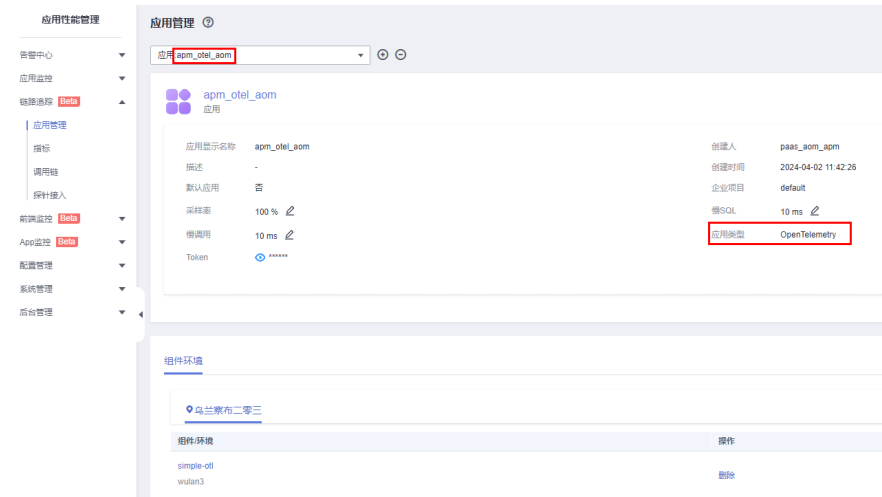 应用性能管理
告警中心
应用监控
链路追踪 Beta
应用管理
指标
调用链
探针接入
前端监控 Beta
App监控 Beta
配置管理
系统管理
后台管理
应用管理
应用 apm_otel_aom
apm_otel_aom
应用
应用显示名称 apm_otel_aom
创建人 paas_aom_apm
描述 -
创建时间 2024-04-02 11:42:26
默认应用 否
企业项目 default
采样率 100 %
慢SQL 10 ms
慢调用 10 ms
应用类型 OpenTelemetry
Token ******
组件环境
乌兰察布二零三
组件/环境 操作
simple-otl
wulan3
删除